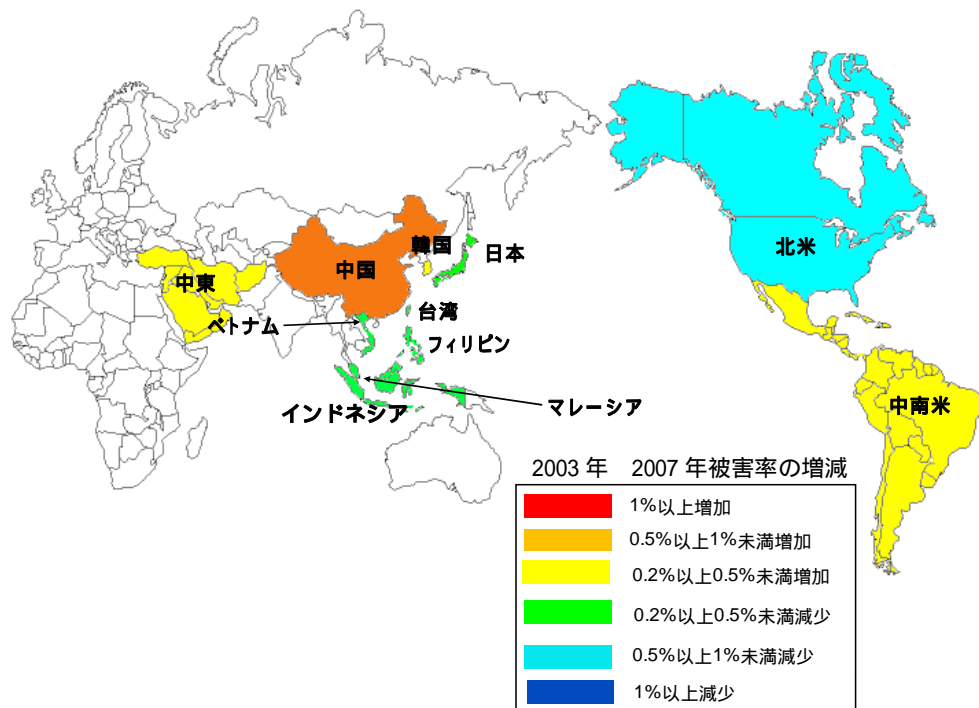 北米
韓国
日本
中国
中東
台湾
ベトナム
フィリピン
インドネシア
マレーシア
中南米
2003 年 2007 年被害率の増減
1%以上増加
0.5%以上1%未満増加
0.2%以上0.5%未満増加
0.2%以上0.5%未満減少
0.5%以上1%未満減少
1%以上減少